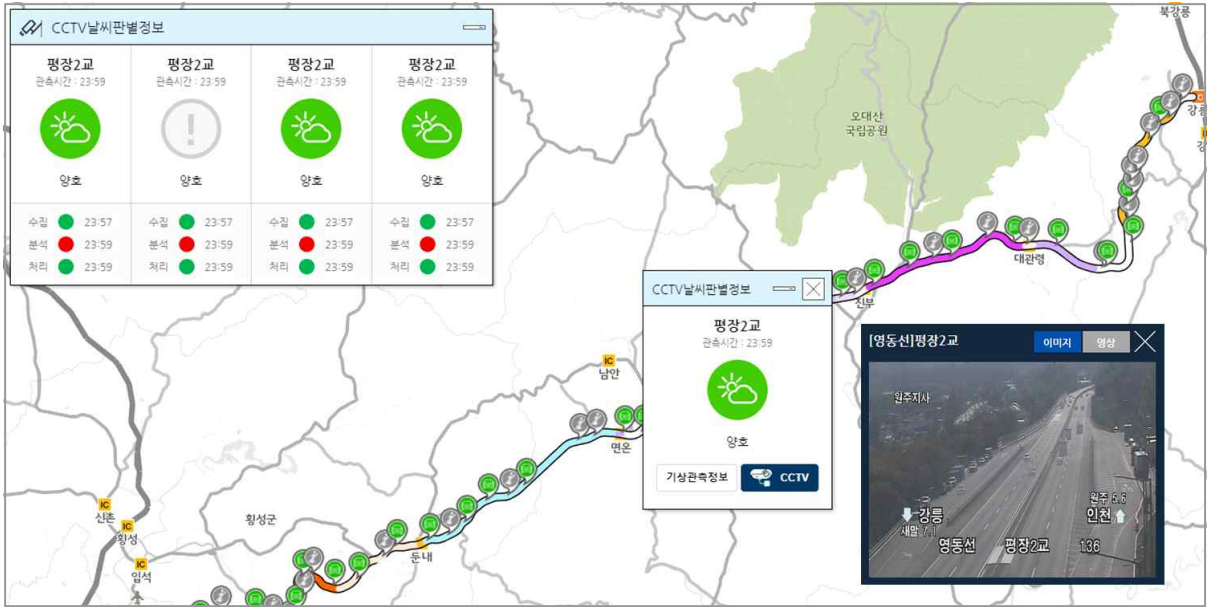 CCTV날씨판별정보
평장2교
관측시간 : 23:59
양호
수집 23:57
분석 23:59
처리 23:59
평장2교
관측시간 : 23:59
양호
수집 23:57
분석 23:59
처리 23:59
평장2교
관측시간 : 23:59
양호
수집 23:57
분석 23:59
처리 23:59
평장2교
관측시간 : 23:59
양호
수집 23:57
분석 23:59
처리 23:59
북강릉
오대산
국립공원
대관령
진부
CCTV날씨판별정보
평장2교
관측시간 : 23:59
양호
기상관측정보
CCTV
[영동선]평장2교
이미지
영상
원주지사
원주 5.6
인천
강릉
새말 7.1
영동선 평장2교 136
IC
남안
면온
둔내
횡성군
IC
신촌
IC
횡성
IC
입석